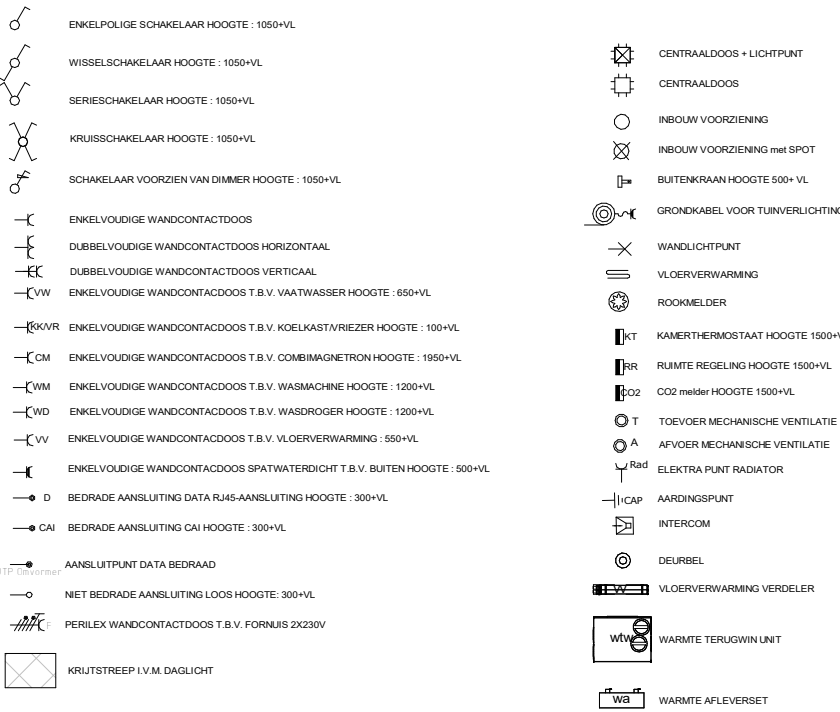 ENKELPOLIGE SCHAKELAAR HOOGTE : 1050+VL
WISSELSCHAKELAAR HOOGTE : 1050+VL
SERIESCHAKELAAR HOOGTE : 1050+VL
KRUISSCHAKELAAR HOOGTE : 1050+VL
SCHAKELAAR VOORZIEN VAN DIMMER HOOGTE : 1050+VL
ENKELVOUDIGE WANDCONTACTDOOS
DUBBELVOUDIGE WANDCONTACTDOOS HORIZONTAAL
DUBBELVOUDIGE WANDCONTACTDOOS VERTICAAL
VW ENKELVOUDIGE WANDCONTACDOOS T.B.V. VAATWASSER HOOGTE : 650+VL
KK/VR ENKELVOUDIGE WANDCONTACDOOS T.B.V. KOELKAST/VRIEZER HOOGTE : 100+VL
CM ENKELVOUDIGE WANDCONTACDOOS T.B.V. COMBIMAGNETRON HOOGTE : 1950+VL
WM ENKELVOUDIGE WANDCONTACDOOS T.B.V. WASMACHINE HOOGTE : 1200+VL
WD ENKELVOUDIGE WANDCONTACDOOS T.B.V. WASDROGER HOOGTE : 1200+VL
VV ENKELVOUDIGE WANDCONTACDOOS T.B.V. VLOERVERWARMING : 550+VL
ENKELVOUDIGE WANDCONTACDOOS SPATWATERDICHT T.B.V. BUITEN HOOGTE : 500+VL
D BEDRADE AANSLUITING DATA RJ45-AANSLUITING HOOGTE : 300+VL
CAI BEDRADE AANSLUITING CAI HOOGTE : 300+VL
AANSLUITPUNT DATA BEDRAAD
UTP Omvormer
NIET BEDRADE AANSLUITING LOOS HOOGTE: 300+VL
F PERILEX WANDCONTACTDOOS T.B.V. FORNUIS 2X230V
KRIJTSTREEP I.V.M. DAGLICHT
CENTRAALDOOS + LICHTPUNT
CENTRAALDOOS
INBOUW VOORZIENING
INBOUW VOORZIENING met SPOT
BUITENKRAAN HOOGTE 500+ VL
GRONDKABEL VOOR TUINVERLICHTING
WANDLICHTPUNT
VLOERVERWARMING
ROOKMELDER
KT KAMERTHERMOSTAAT HOOGTE 1500+V
RR RUIMTE REGELING HOOGTE 1500+VL
CO2 CO2 melder HOOGTE 1500+VL
T TOEVOER MECHANISCHE VENTILATIE
A AFVOER MECHANISCHE VENTILATIE
Rad ELEKTRA PUNT RADIATOR
CAP AARDINGSPUNT
INTERCOM
DEURBEL
W VLOERVERWARMING VERDELER
wtw WARMTE TERUGWIN UNIT
wa WARMTE AFLEVERSET